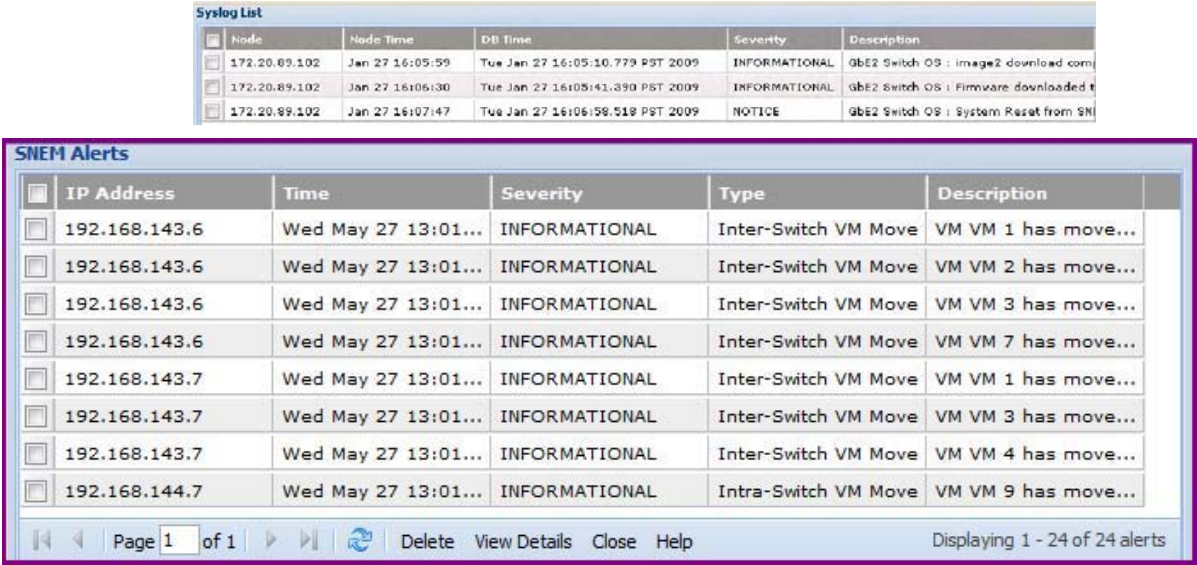 Syslog List
Node Node Time DB Time Severity Description
172.20.89.102 Jan 27 16:05:59 Tue Jan 27 16:05:10.779 PST 2009 INFORMATIONAL GbE2 Switch OS : image2 download com
172.20.89.102 Jan 27 16:06:30 Tue Jan 27 16:05:41.390 PST 2009 INFORMATIONAL GbE2 Switch OS : Firmware downloaded t
172.20.89.102 Jan 27 16:07:47 Tue Jan 27 16:06:58.518 PST 2009 NOTICE GbE2 Switch OS : System Reset from SN
SNEM Alerts
IP Address Time Severity Type Description
192.168.143.6 Wed May 27 13:01... INFORMATIONAL Inter-Switch VM Move VM VM 1 has move...
192.168.143.6 Wed May 27 13:01... INFORMATIONAL Inter-Switch VM Move VM VM 2 has move...
192.168.143.6 Wed May 27 13:01... INFORMATIONAL Inter-Switch VM Move VM VM 3 has move...
192.168.143.6 Wed May 27 13:01... INFORMATIONAL Inter-Switch VM Move VM VM 7 has move...
192.168.143.7 Wed May 27 13:01... INFORMATIONAL Inter-Switch VM Move VM VM 1 has move...
192.168.143.7 Wed May 27 13:01... INFORMATIONAL Inter-Switch VM Move VM VM 3 has move...
192.168.143.7 Wed May 27 13:01... INFORMATIONAL Inter-Switch VM Move VM VM 4 has move...
192.168.144.7 Wed May 27 13:01... INFORMATIONAL Intra-Switch VM Move VM VM 9 has move...
Page 1 of 1 Delete View Details Close Help Displaying 1 - 24 of 24 alerts